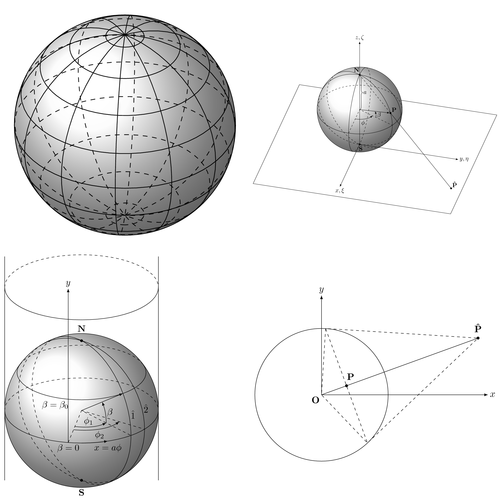 z, ζ
N
P
ϕ
S
y, η
x, ξ
y
N
β = β₀
β
1̂
2̂
ϕ₁
ϕ₂
β = 0
x = aϕ
S
y
P̂
P
O
x